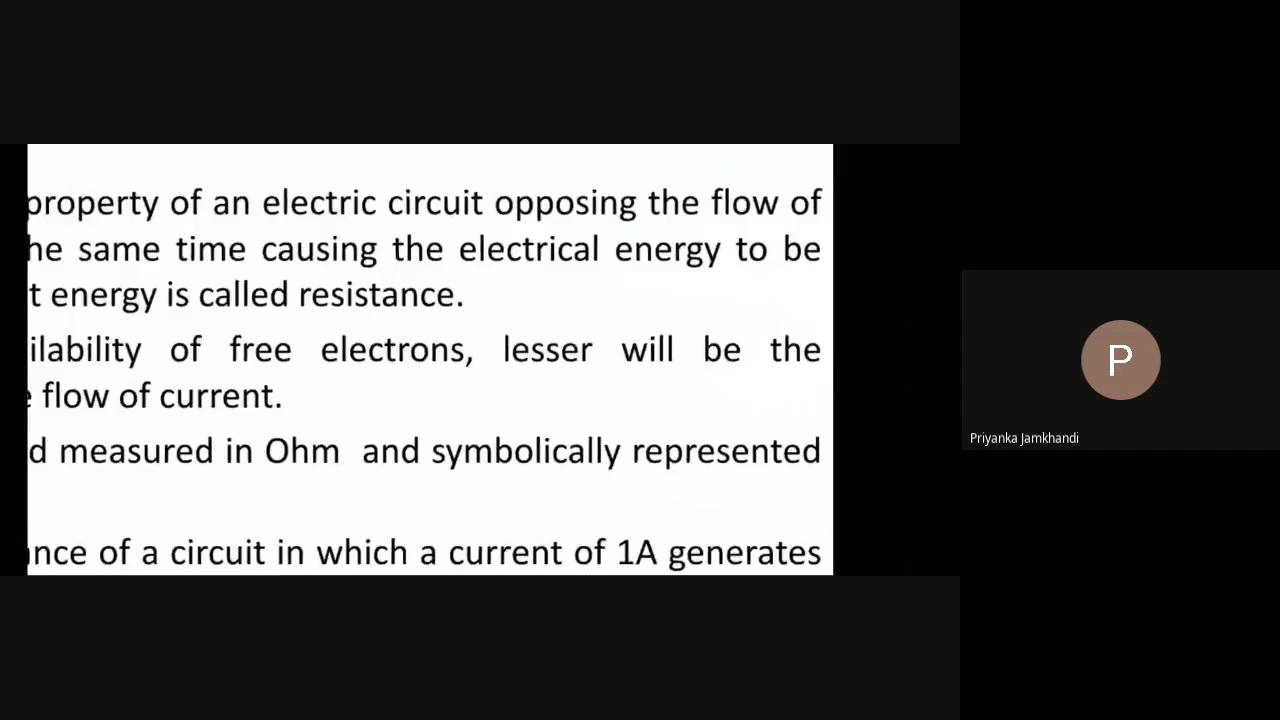 property of an electric circuit opposing the flow of
he same time causing the electrical energy to be
t energy is called resistance.
ilability of free electrons, lesser will be the
e flow of current.
d measured in Ohm and symbolically represented
ance of a circuit in which a current of 1A generates
P
Priyanka Jamkhandi